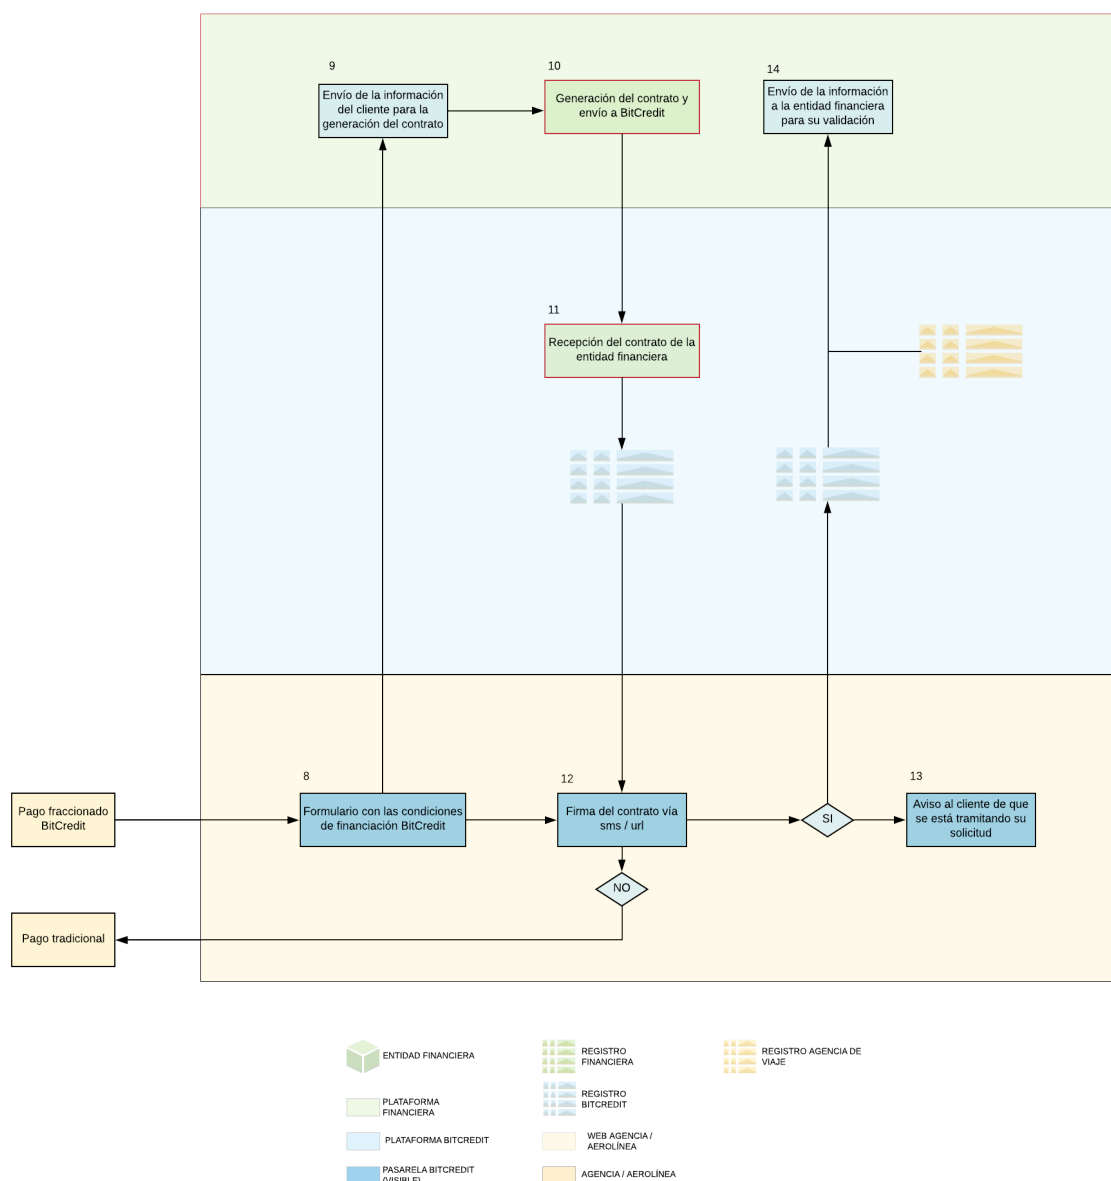 9
Envío de la información
del cliente para la
generación del contrato
10
Generación del contrato y
envío a BitCredit
14
Envío de la información
a la entidad financiera
para su validación
11
Recepción del contrato de la
entidad financiera
Pago fraccionado
BitCredit
8
Formulario con las condiciones
de financiación BitCredit
12
Firma del contrato vía
sms / url
SI
13
Aviso al cliente de que
se está tramitando su
solicitud
NO
Pago tradicional
ENTIDAD FINANCIERA
REGISTRO
FINANCIERA
REGISTRO AGENCIA DE
VIAJE
PLATAFORMA
FINANCIERA
REGISTRO
BITCREDIT
PLATAFORMA BITCREDIT
WEB AGENCIA /
AEROLÍNEA
PASARELA BITCREDIT
(VISIBLE)
AGENCIA / AEROLÍNEA